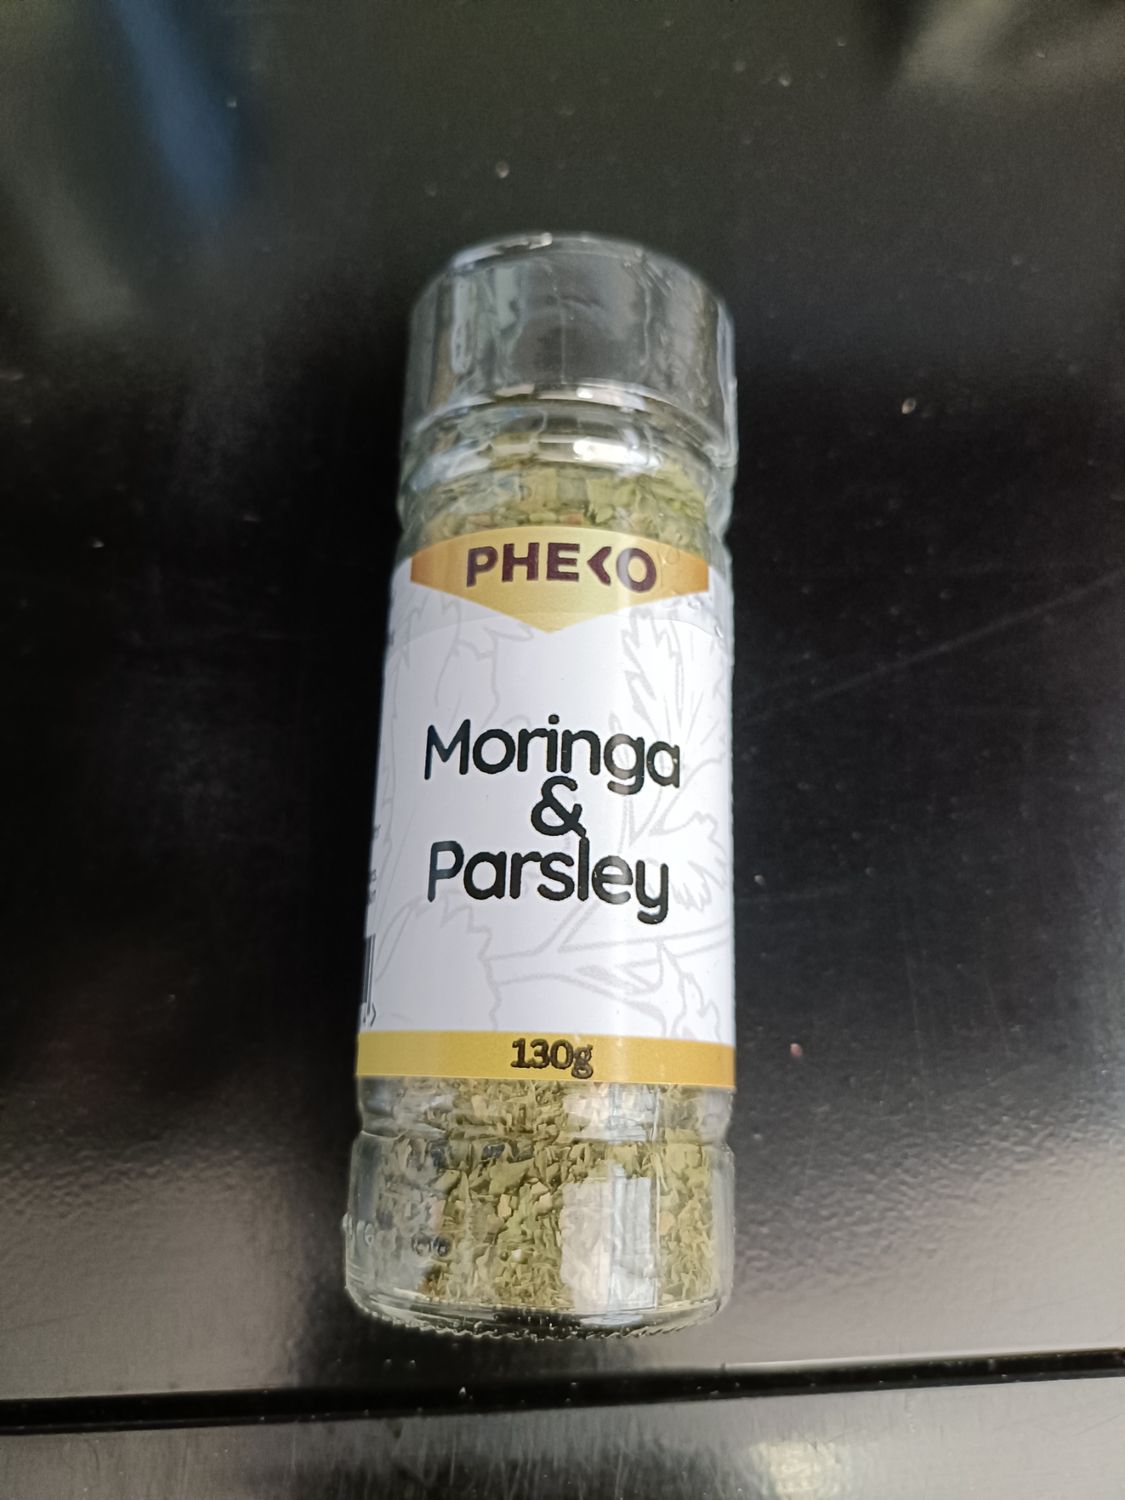 PHEKO
Moringa
&
Parsley
130g